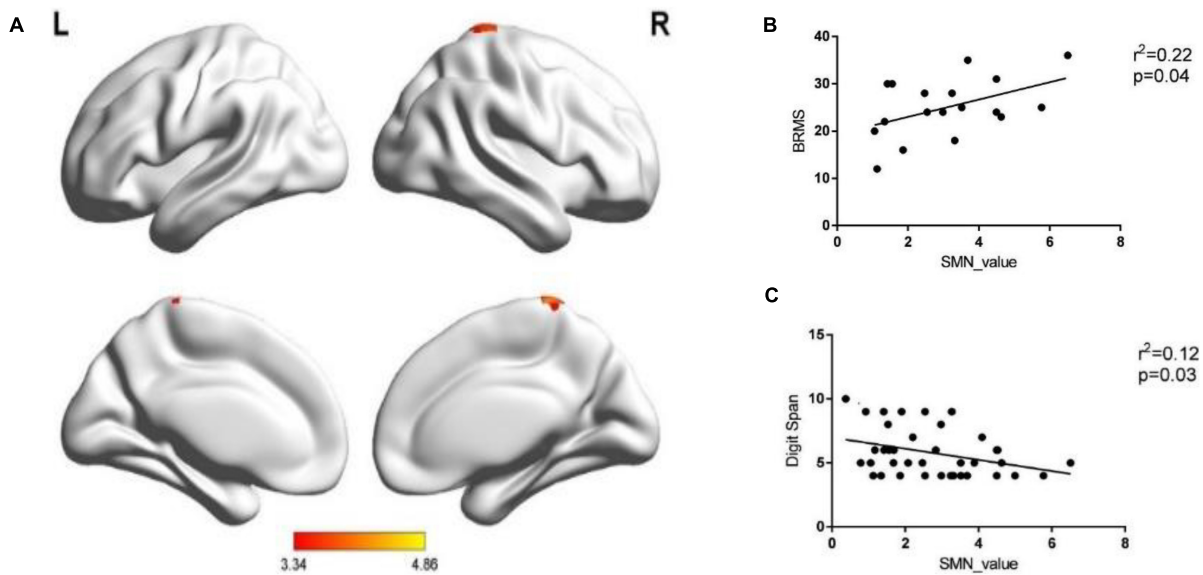 A
L
R
3.34
4.86
B
40
30
20
10
0
BRMS
0 2 4 6 8
SMN_value
r²=0.22
p=0.04
C
15
10
5
0
Digit Span
0 2 4 6 8
SMN_value
r²=0.12
p=0.03